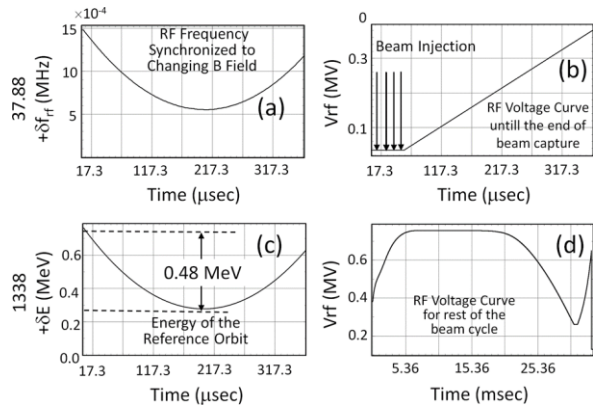 15
×10⁻⁴
RF Frequency
Synchronized to
Changing B Field
10
5
(a)
37.88
+δf_rf (MHz)
17.3 117.3 217.3 317.3
Time (μsec)
0
Beam Injection
0.3
0.1
(b)
RF Voltage Curve
untill the end of
beam capture
Vrf (MV)
17.3 117.3 217.3 317.3
Time (μsec)
(c)
0.6
0.4
0.2
0.0
0.48 MeV
Energy of the
Reference Orbit
1338
+δE (MeV)
17.3 117.3 217.3 317.3
Time (μsec)
(d)
0.6
0.4
0.2
RF Voltage Curve
for rest of the
beam cycle
Vrf (MV)
5.36 15.36 25.36
Time (msec)